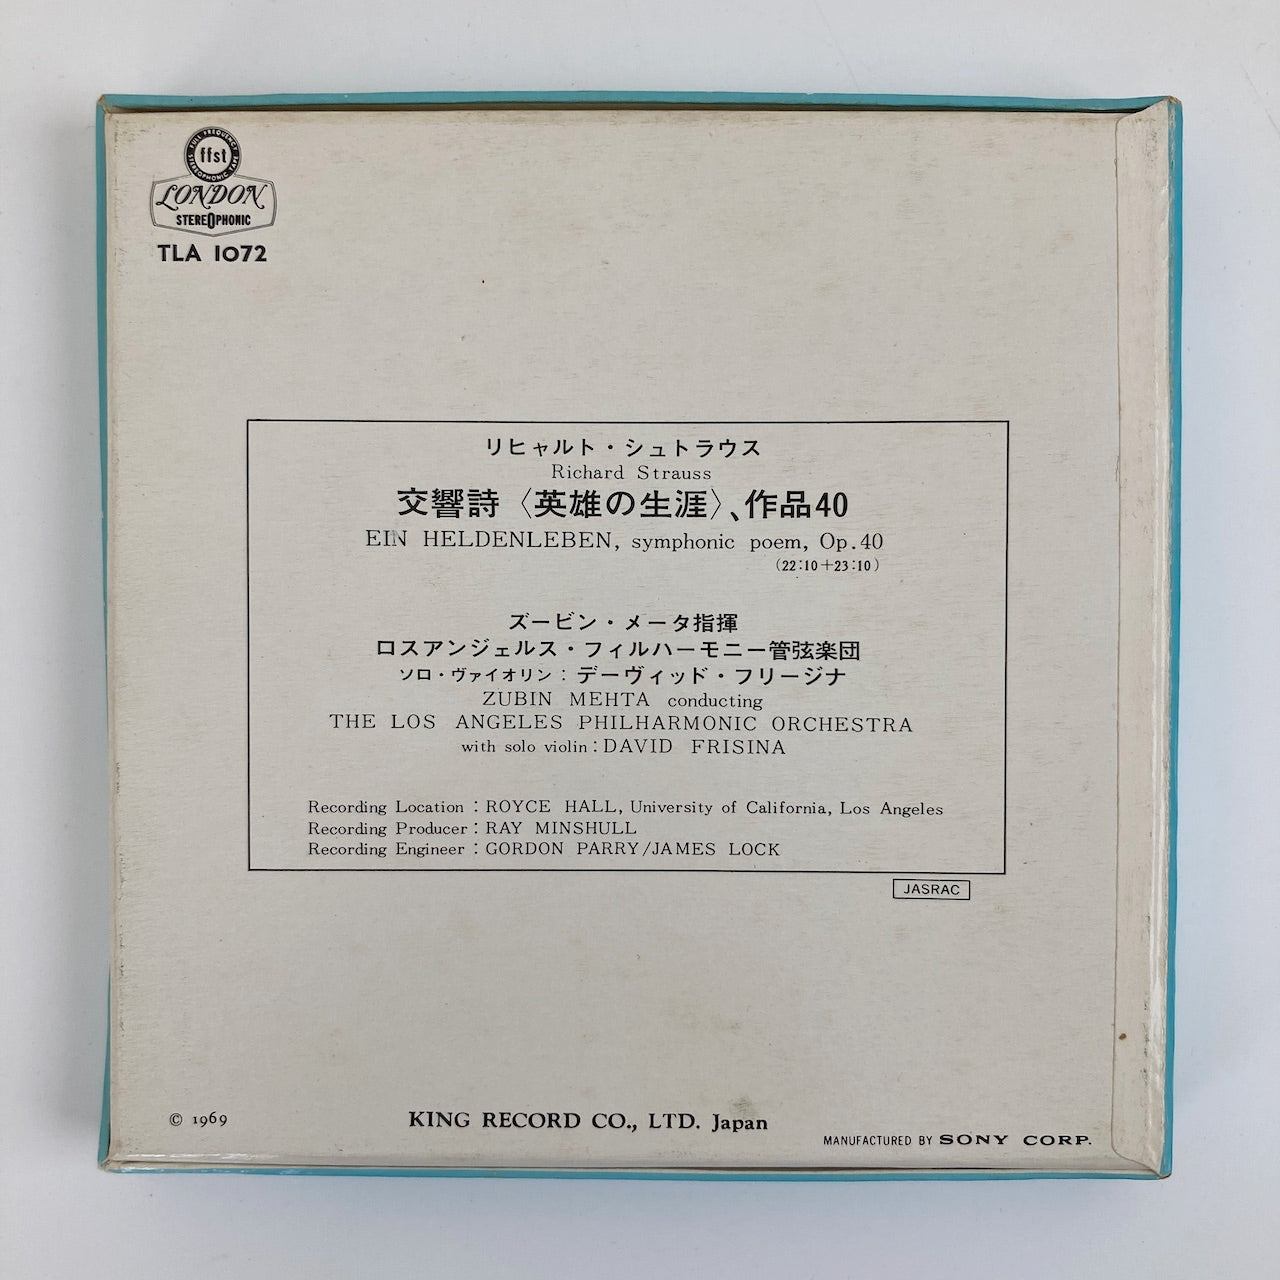 FULL FREQUENCY
ffst
STEREOPHONIC TAPE
LONDON
STEREOPHONIC
TLA 1072
リヒャルト・シュトラウス
Richard Strauss
交響詩〈英雄の生涯〉、作品40
EIN HELDENLEBEN, symphonic poem, Op.40
(22:10+23:10)
ズービン・メータ指揮
ロスアンジェルス・フィルハーモニー管弦楽団
ソロ・ヴァイオリン：デーヴィッド・フリージナ
ZUBIN MEHTA conducting
THE LOS ANGELES PHILHARMONIC ORCHESTRA
with solo violin：DAVID FRISINA
Recording Location：ROYCE HALL, University of California, Los Angeles
Recording Producer：RAY MINSHULL
Recording Engineer：GORDON PARRY/JAMES LOCK
JASRAC
© 1969
KING RECORD CO., LTD. Japan
MANUFACTURED BY SONY CORP.